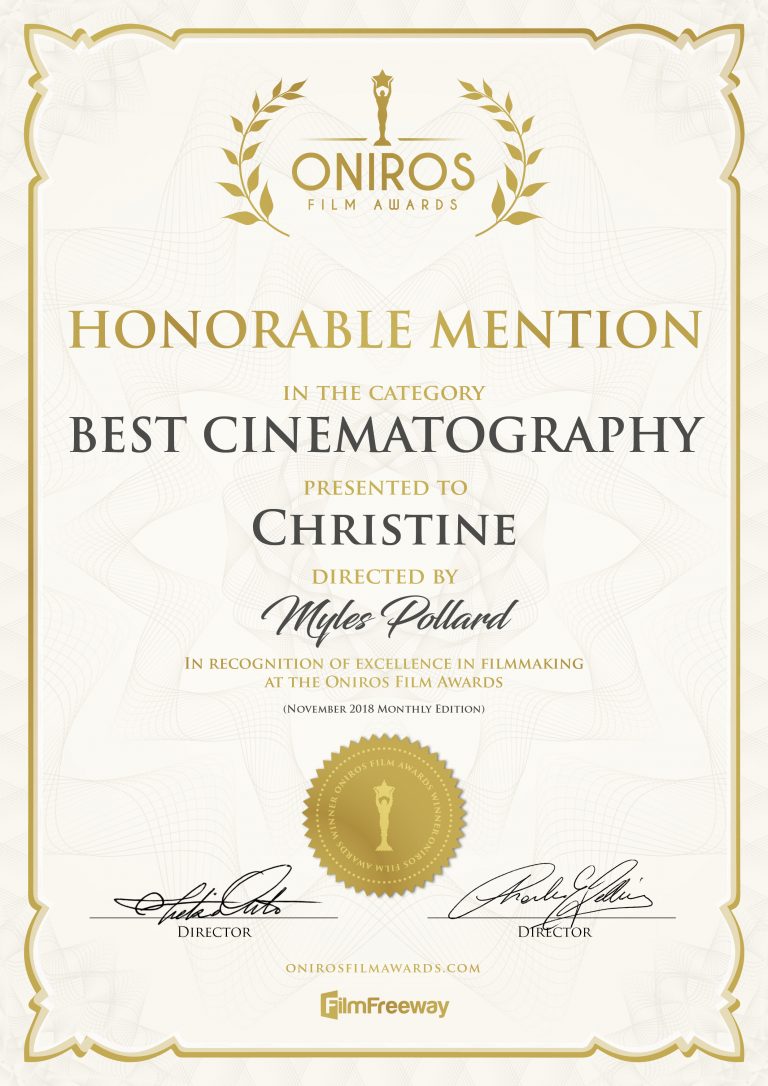 ONIROS
FILM AWARDS
HONORABLE MENTION
IN THE CATEGORY
BEST CINEMATOGRAPHY
PRESENTED TO
CHRISTINE
DIRECTED BY
Myles Pollard
IN RECOGNITION OF EXCELLENCE IN FILMMAKING
AT THE ONIROS FILM AWARDS
(NOVEMBER 2018 MONTHLY EDITION)
WINNER ONIROS FILM AWARDS WINNER ONIROS FILM AWARDS
DIRECTOR
DIRECTOR
ONIROSFILMAWARDS.COM
FilmFreeway